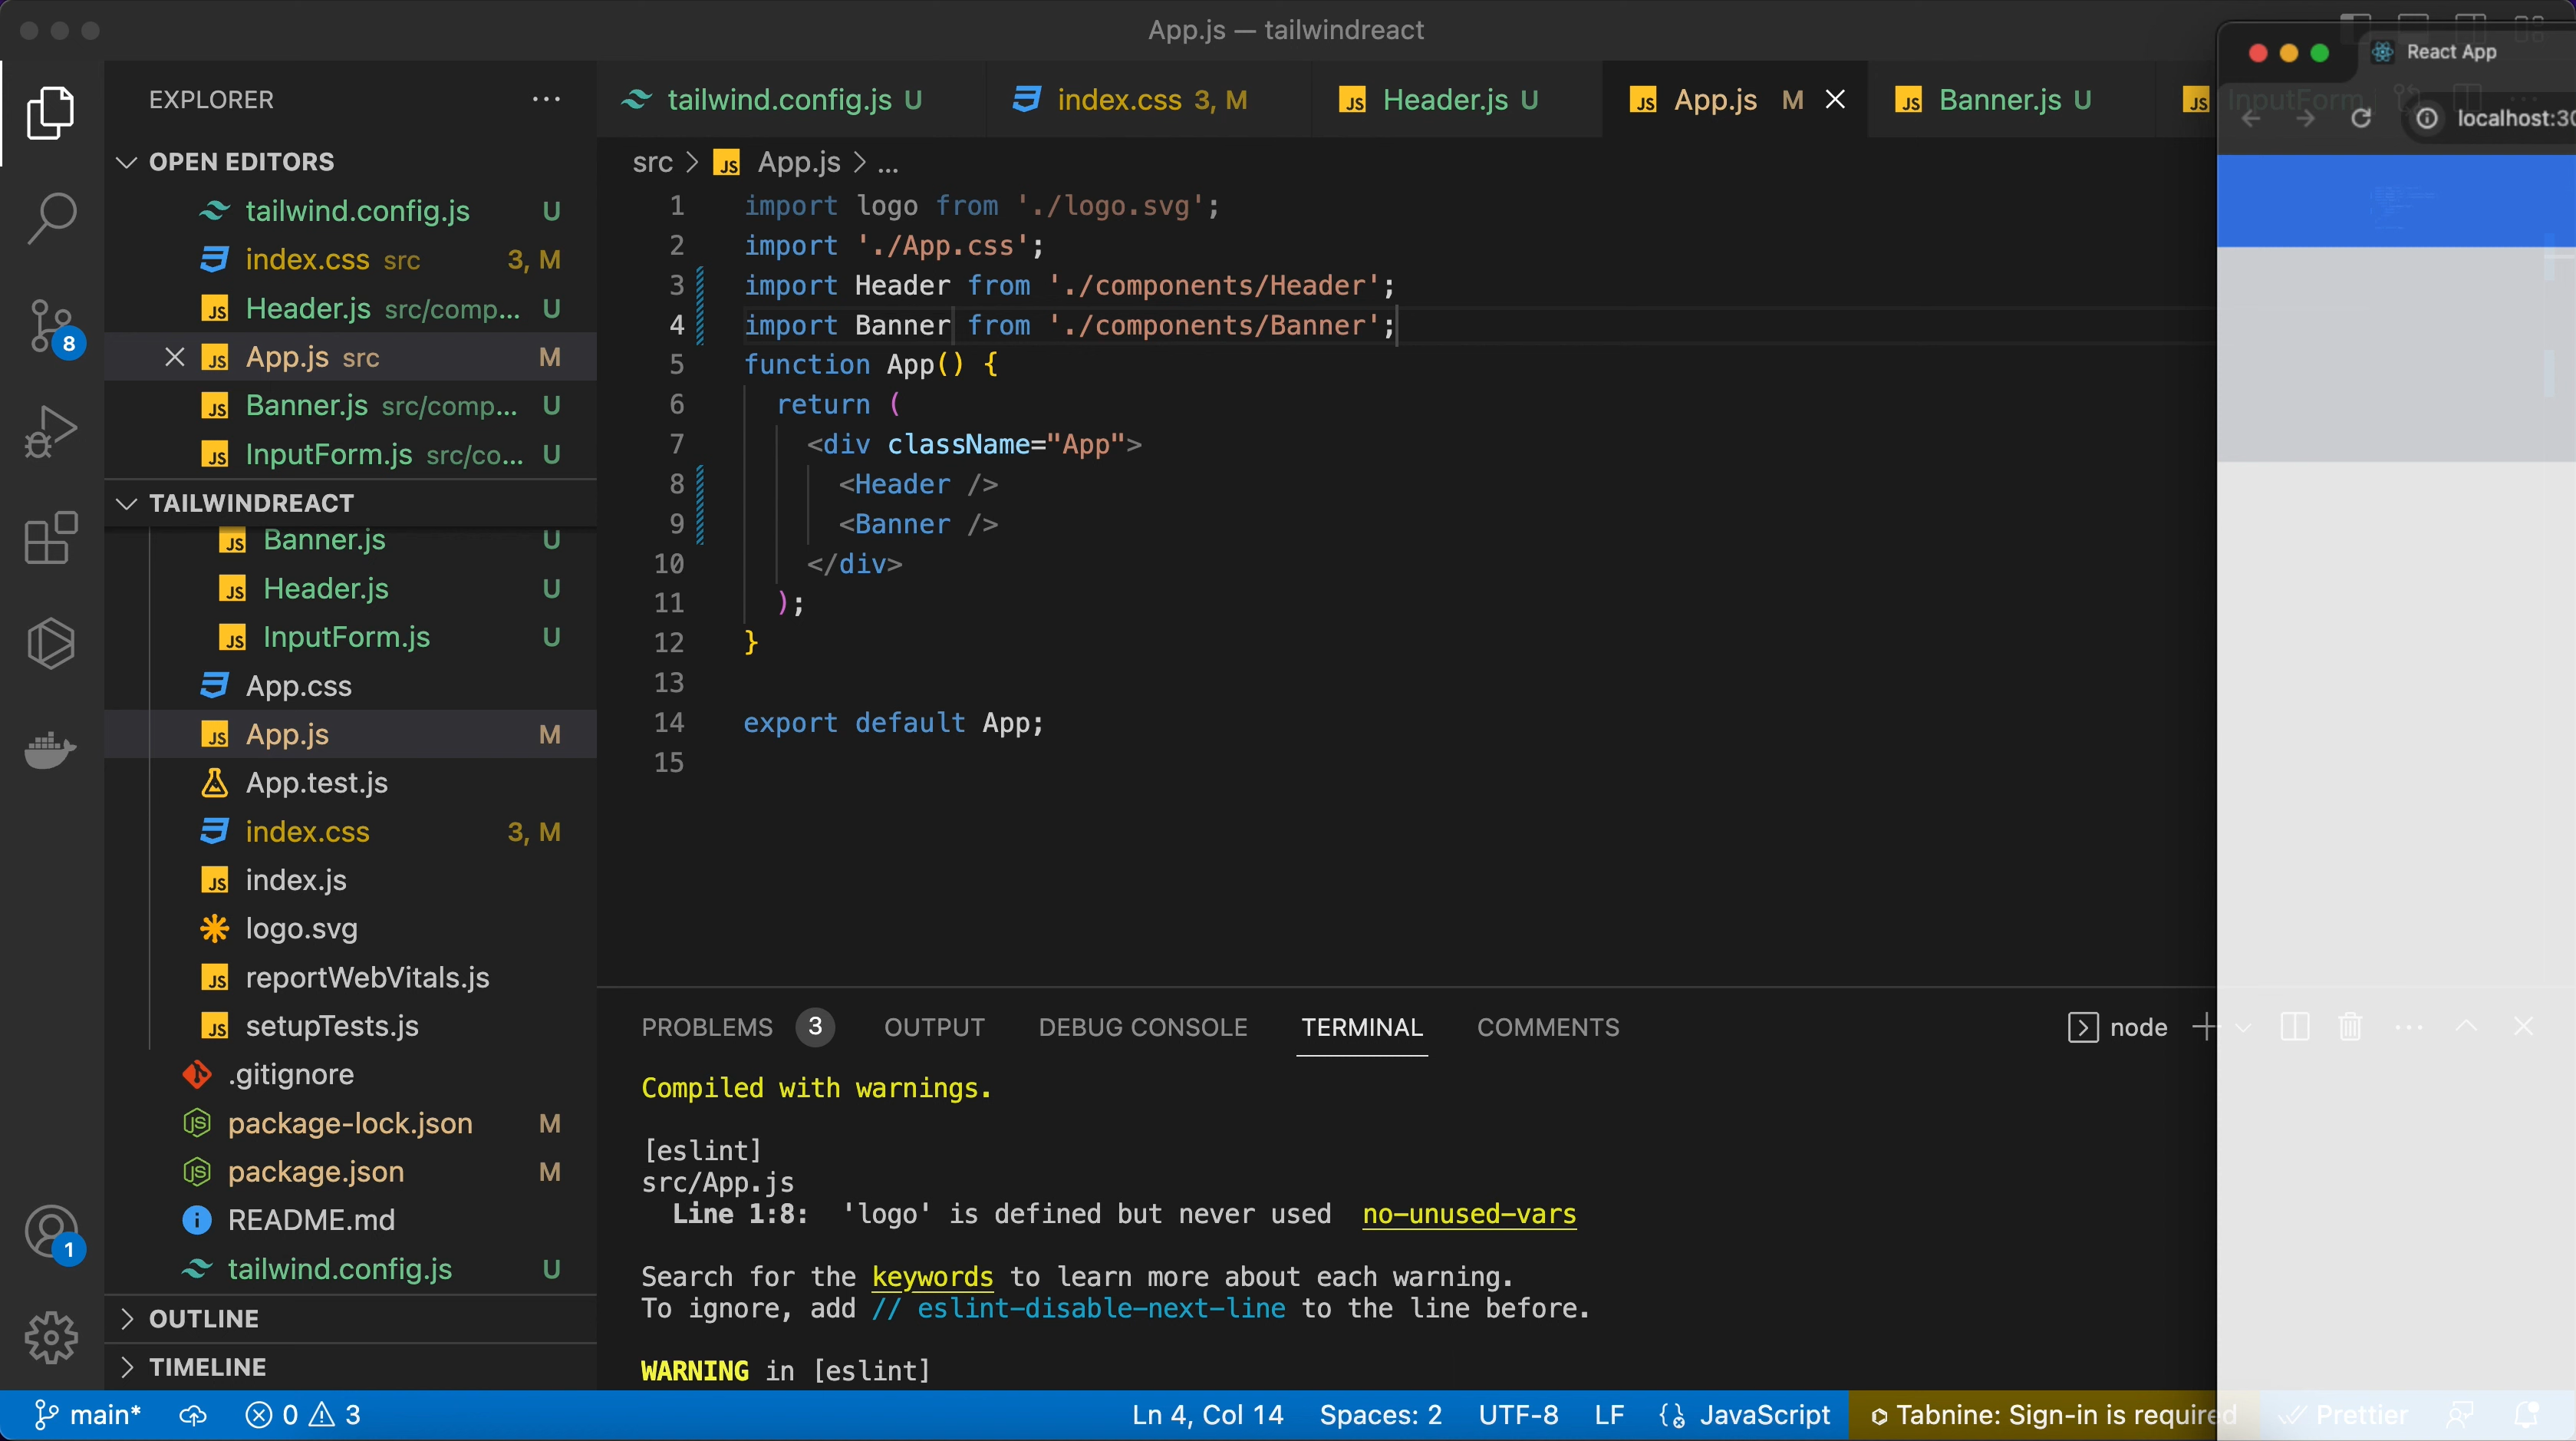 App.js — tailwindreact
EXPLORER
OPEN EDITORS
tailwind.config.js U
index.css src 3, M
Header.js src/comp... U
App.js src M
Banner.js src/comp... U
InputForm.js src/co... U
TAILWINDREACT
Banner.js U
Header.js U
InputForm.js U
App.css
App.js M
App.test.js
index.css 3, M
index.js
logo.svg
reportWebVitals.js
setupTests.js
.gitignore
package-lock.json M
package.json M
README.md
tailwind.config.js U
OUTLINE
TIMELINE
8
1
tailwind.config.js U index.css 3, M Header.js U App.js M Banner.js U InputForm
src > App.js > ...
1 import logo from './logo.svg';
2 import './App.css';
3 import Header from './components/Header';
4 import Banner from './components/Banner';
5 function App() {
6 return (
7 <div className="App">
8 <Header />
9 <Banner />
10 </div>
11 );
12 }
13
14 export default App;
15
PROBLEMS 3 OUTPUT DEBUG CONSOLE TERMINAL COMMENTS node
Compiled with warnings.
[eslint]
src/App.js
Line 1:8: 'logo' is defined but never used no-unused-vars
Search for the keywords to learn more about each warning.
To ignore, add // eslint-disable-next-line to the line before.
WARNING in [eslint]
React App
localhost:30
main* 0 3 Ln 4, Col 14 Spaces: 2 UTF-8 LF JavaScript Tabnine: Sign-in is required Prettier